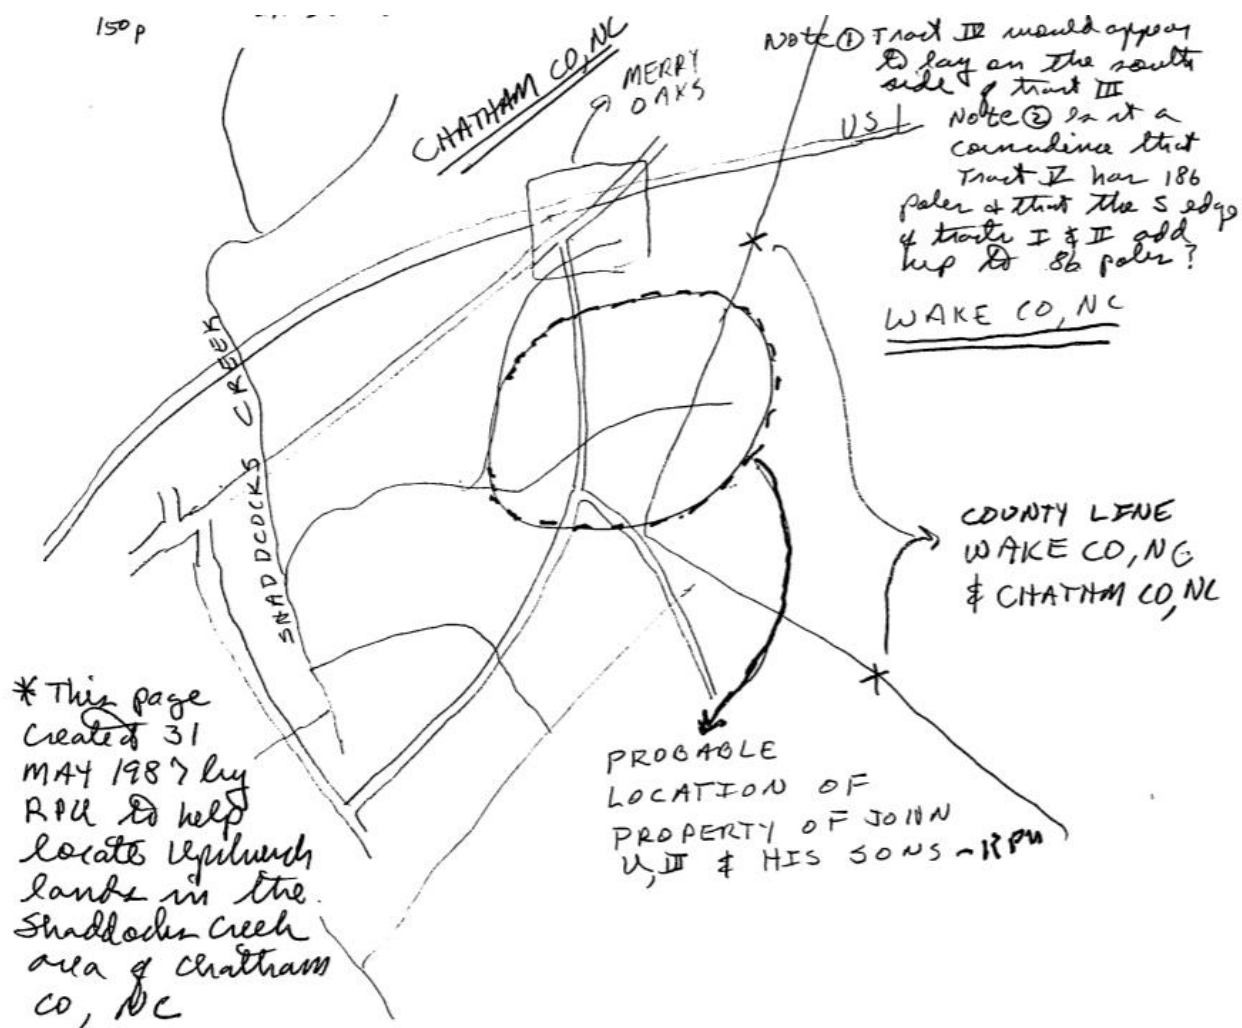 150p
CHATHAM CO, NC
MERRY
OAKS
Note ① Tract IV would appear
to lay on the south
side of tract III
US 1
Note ② Is it a
coincidence that
Tract V has 186
poles & that the S edge
of tracts I & II add
up to 86 poles?
WAKE CO, NC
SHADDOCKS CREEK
COUNTY LINE
WAKE CO, NC
& CHATHM CO, NC
* This page
created 31
MAY 1987 by
RPU to help
locate Upchurch
lands in the
Shaddocks Creek
area of Chatham
CO, NC
PROBABLE
LOCATION OF
PROPERTY OF JOHN
U, III & HIS SONS - RPU